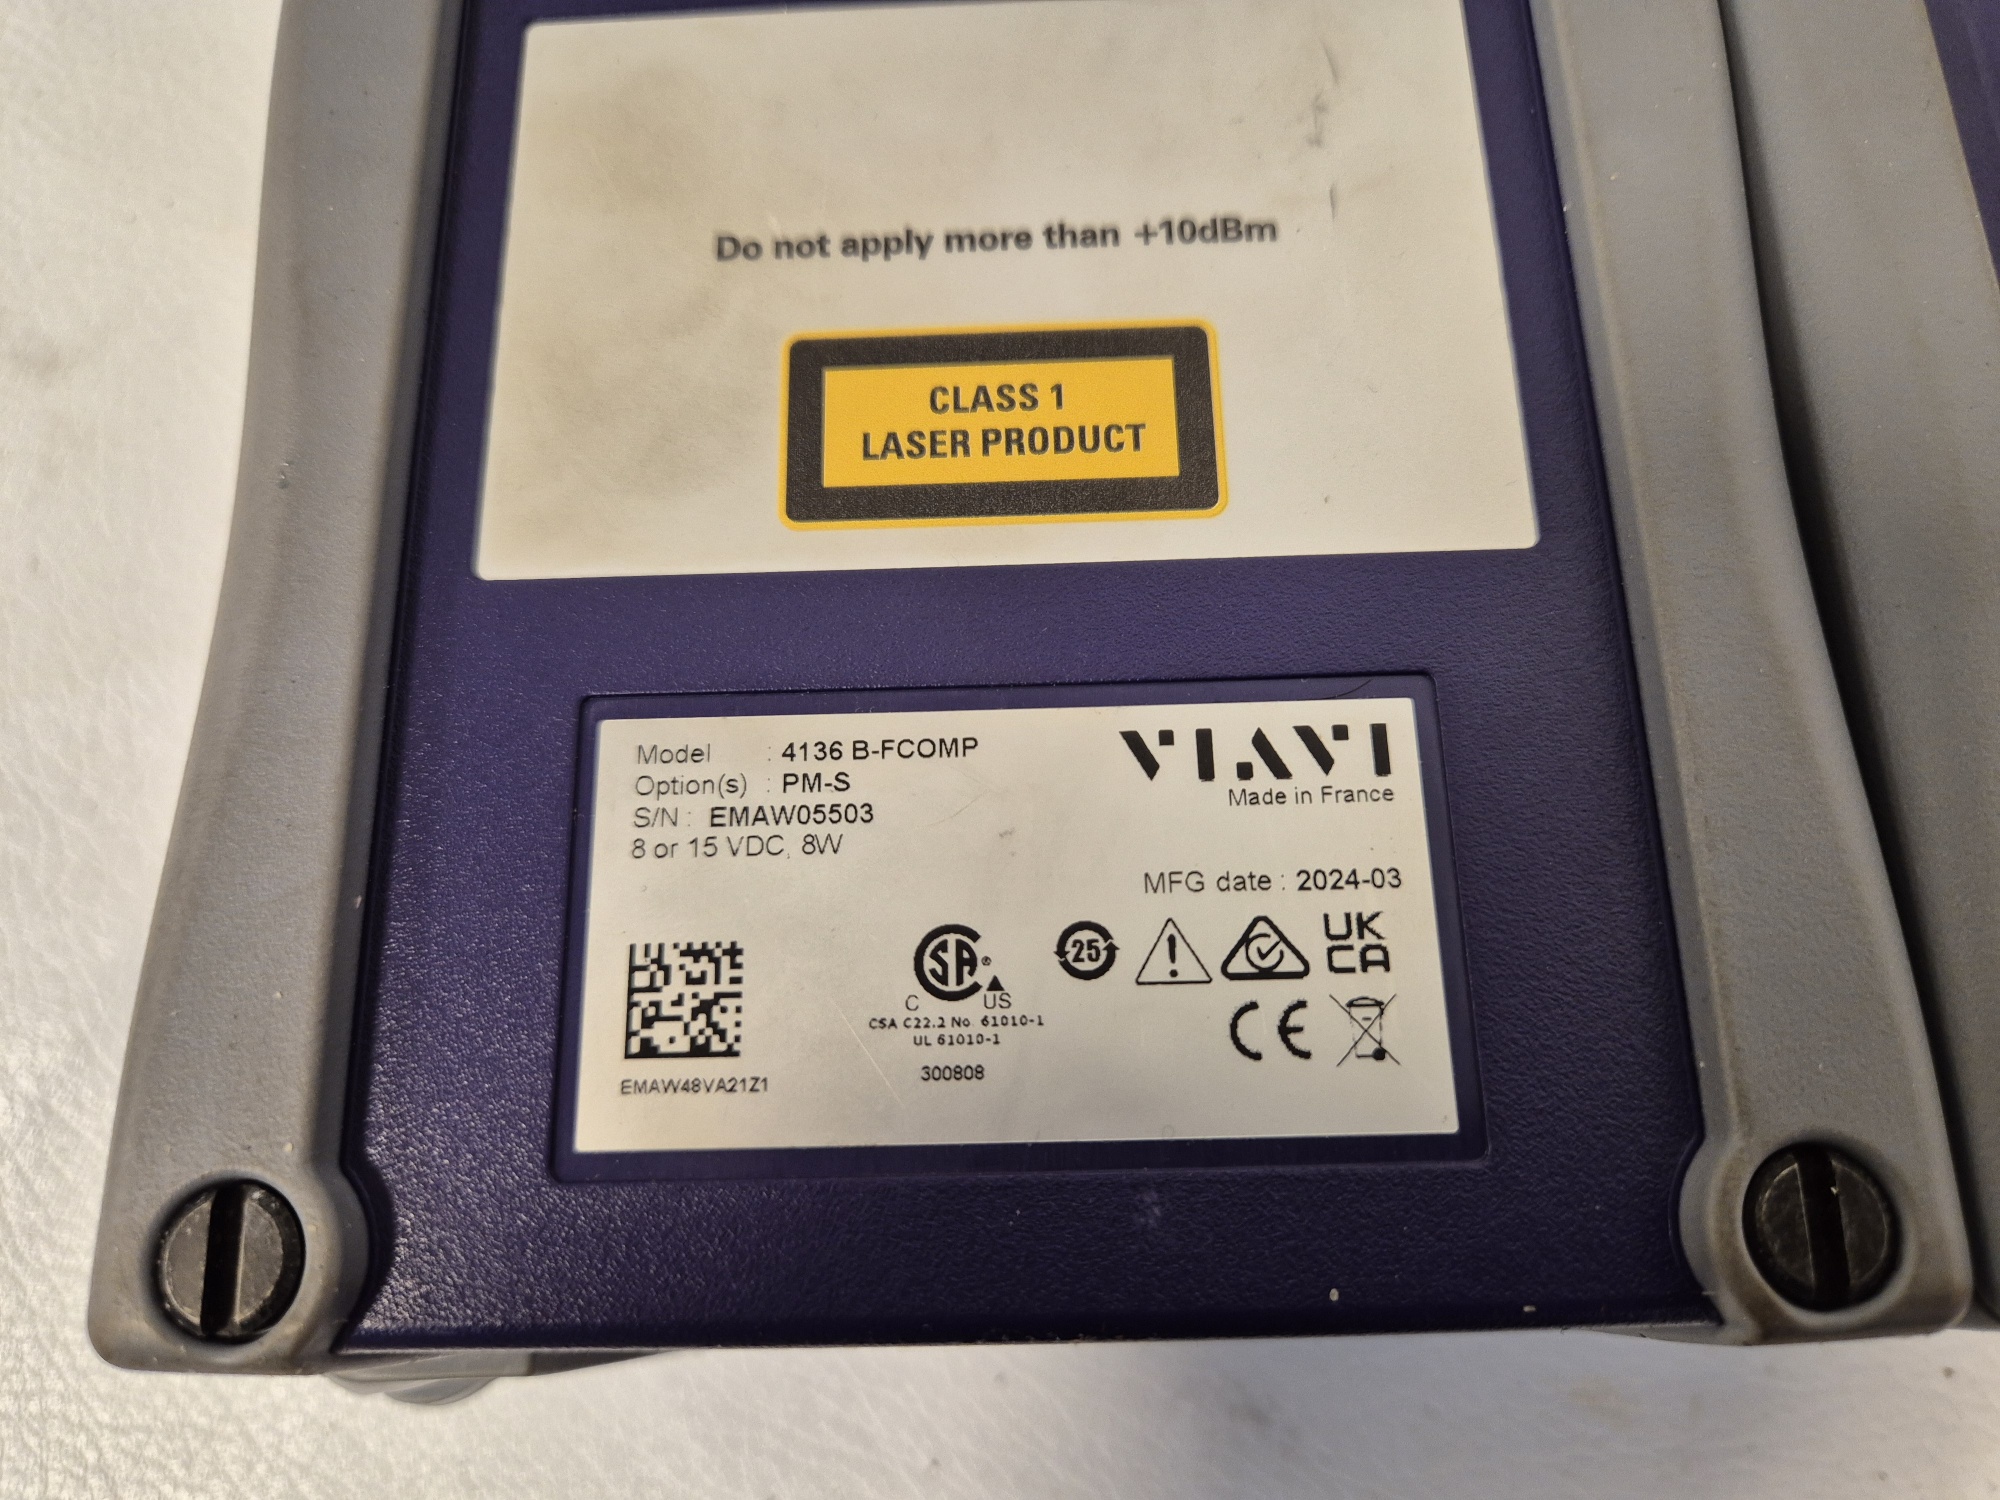 Do not apply more than +10dBm
CLASS 1
LASER PRODUCT
VIAVI
Made in France
Model : 4136 B-FCOMP
Option(s) : PM-S
S/N : EMAW05503
8 or 15 VDC, 8W
MFG date : 2024-03
SA®
C US
25
UK
CA
CSA C22.2 No. 61010-1
UL 61010-1
CE
300808
EMAW48VA21Z1